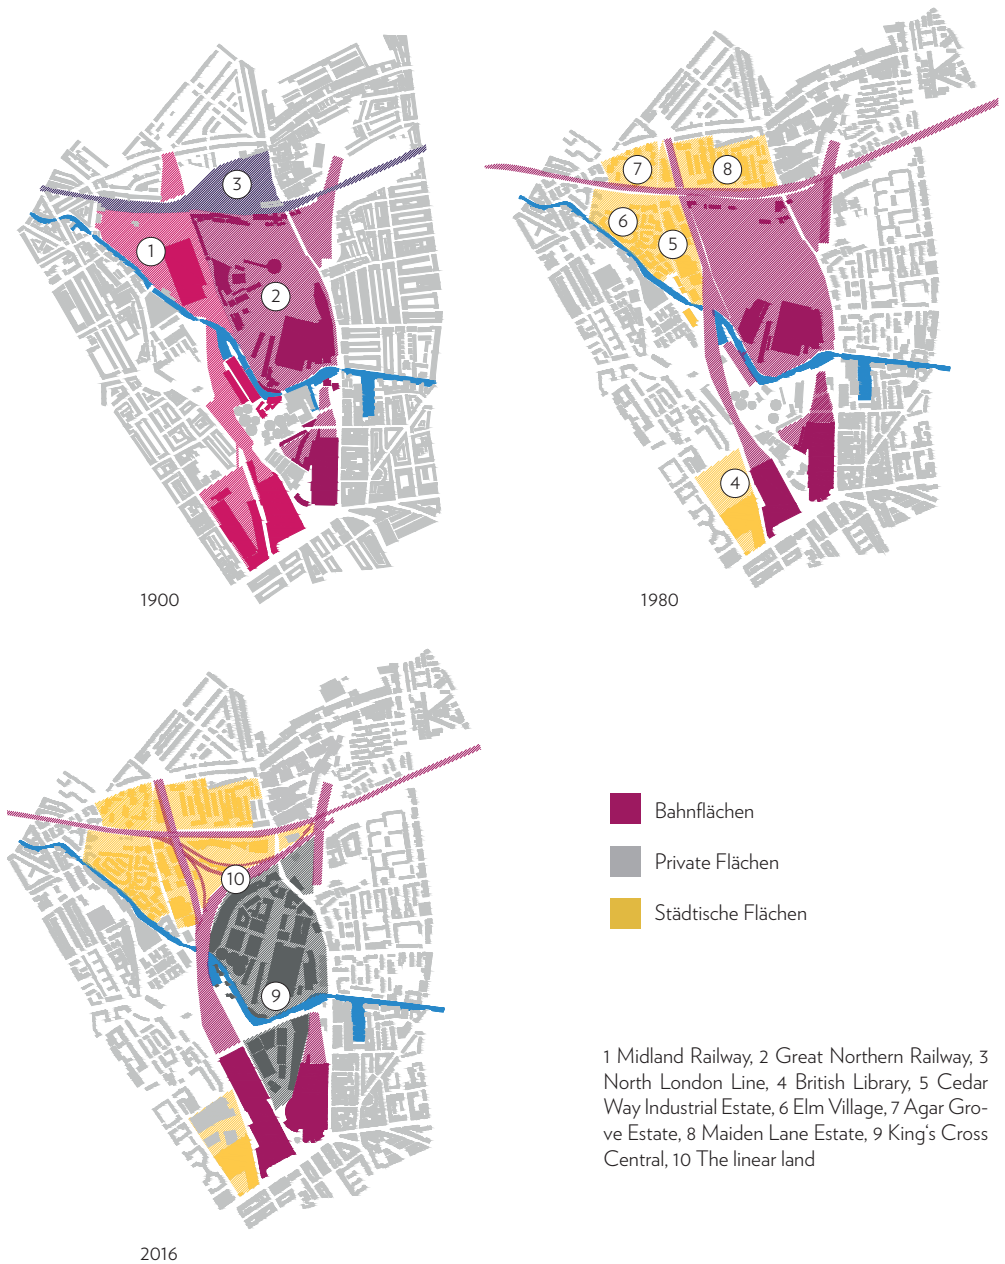 3
1
2
1900
7
8
6
5
4
1980
10
9
2016
Bahnflächen
Private Flächen
Städtische Flächen
1 Midland Railway, 2 Great Northern Railway, 3
North London Line, 4 British Library, 5 Cedar
Way Industrial Estate, 6 Elm Village, 7 Agar Gro-
ve Estate, 8 Maiden Lane Estate, 9 King‘s Cross
Central, 10 The linear land